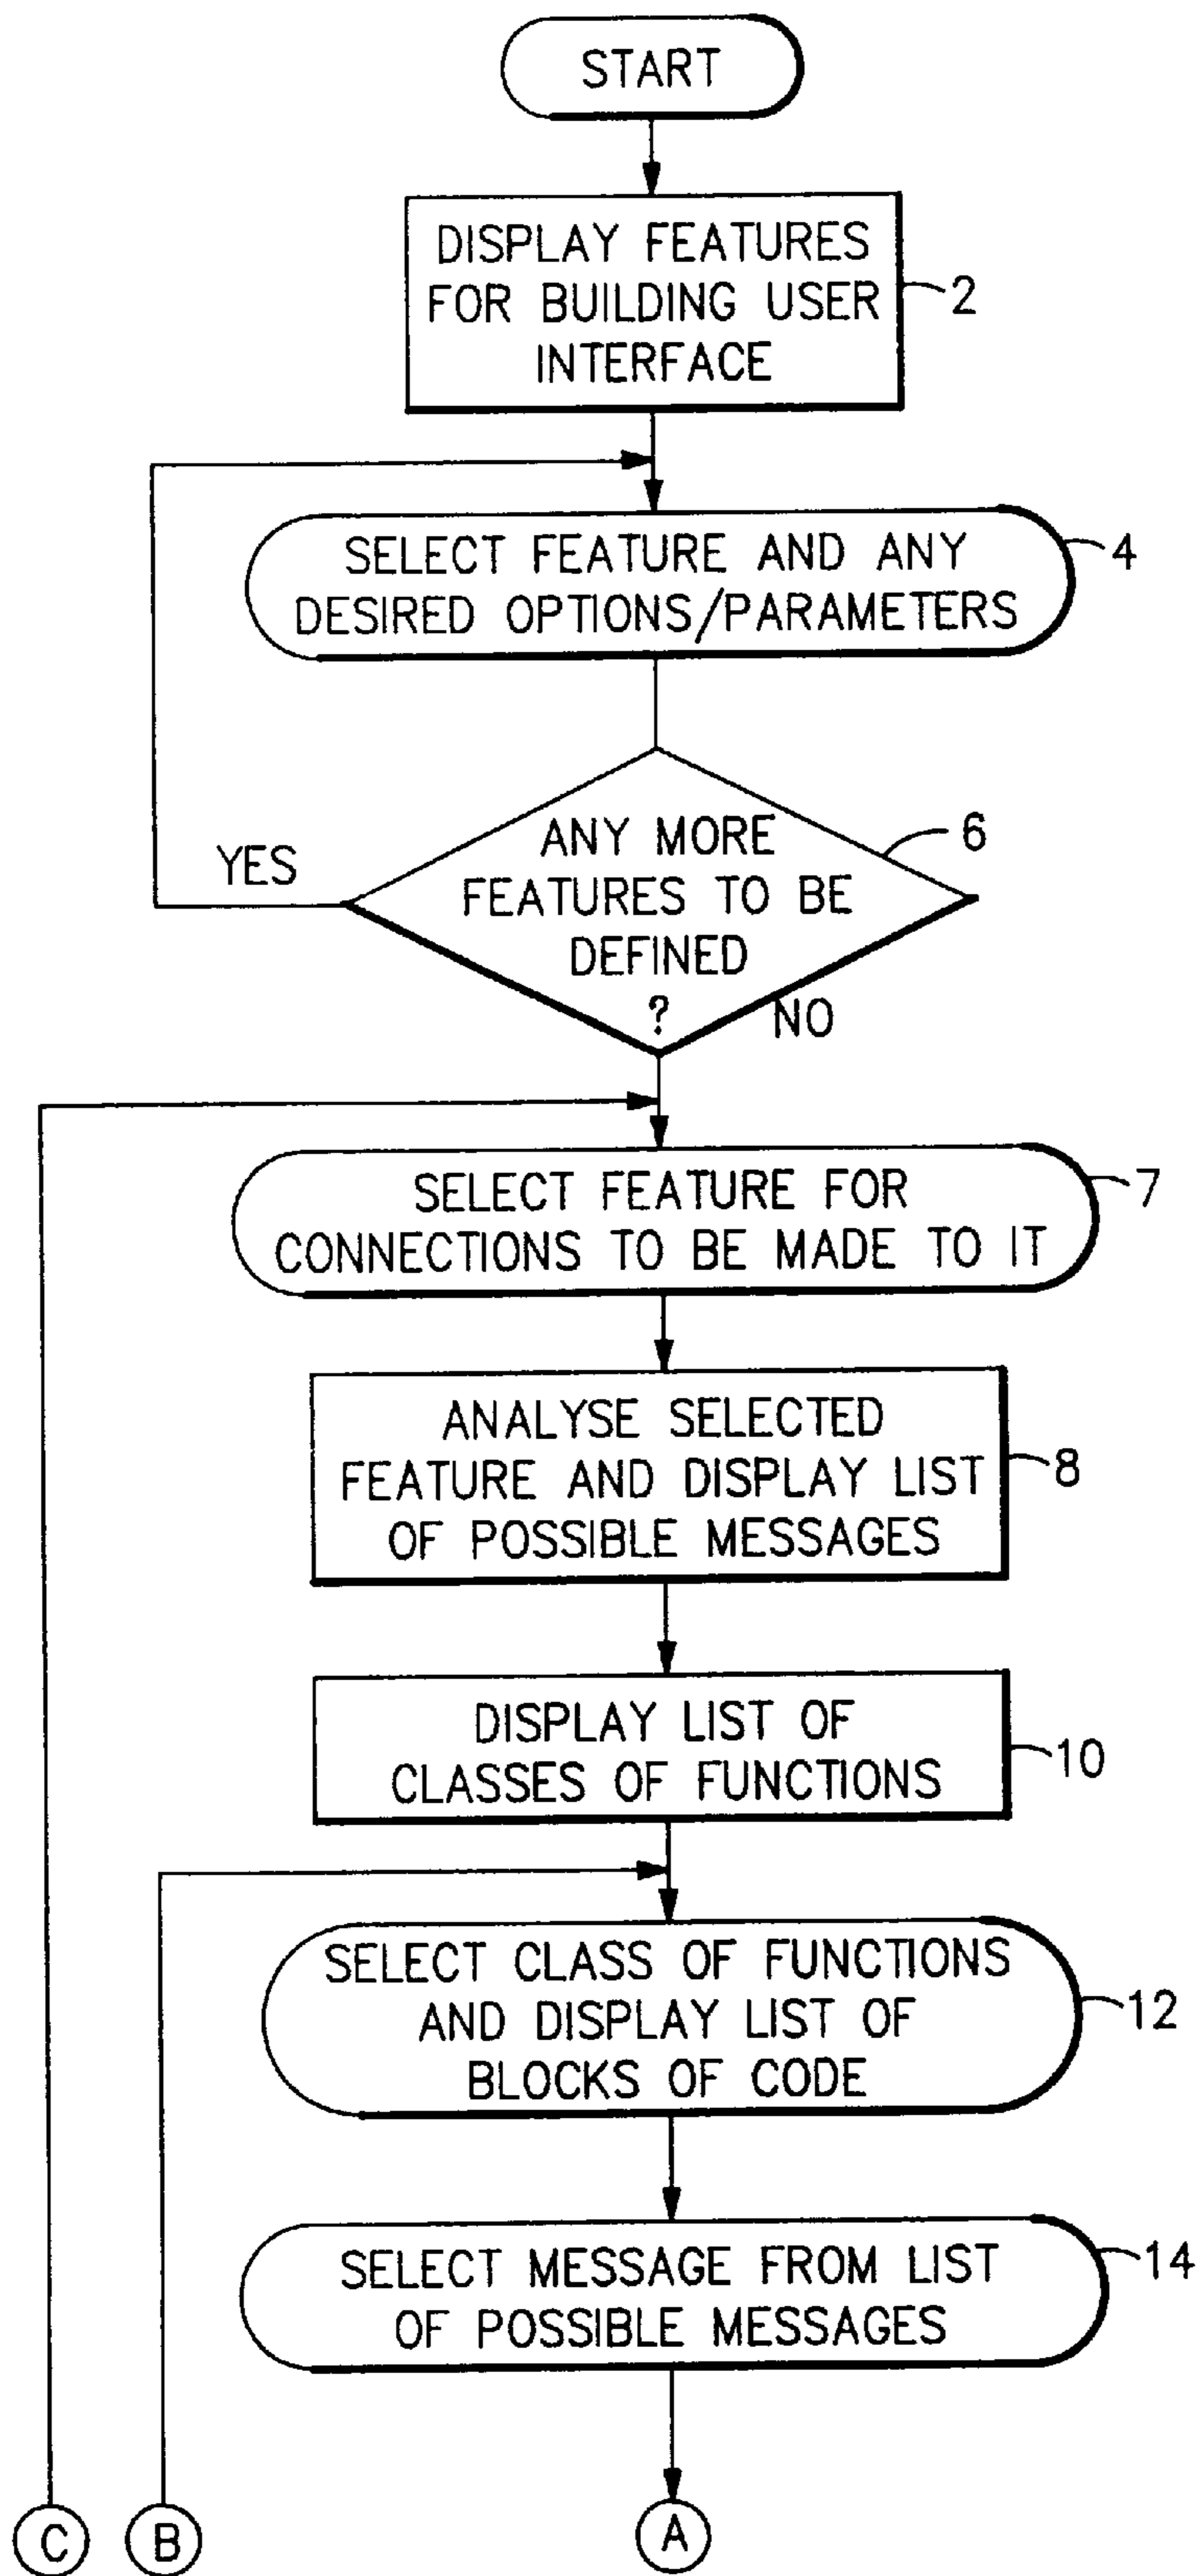 START
DISPLAY FEATURES
FOR BUILDING USER
INTERFACE
2
SELECT FEATURE AND ANY
DESIRED OPTIONS/PARAMETERS
4
ANY MORE
FEATURES TO BE
DEFINED
?
6
YES
NO
SELECT FEATURE FOR
CONNECTIONS TO BE MADE TO IT
7
ANALYSE SELECTED
FEATURE AND DISPLAY LIST
OF POSSIBLE MESSAGES
8
DISPLAY LIST OF
CLASSES OF FUNCTIONS
10
SELECT CLASS OF FUNCTIONS
AND DISPLAY LIST OF
BLOCKS OF CODE
12
SELECT MESSAGE FROM LIST
OF POSSIBLE MESSAGES
14
C
B
A